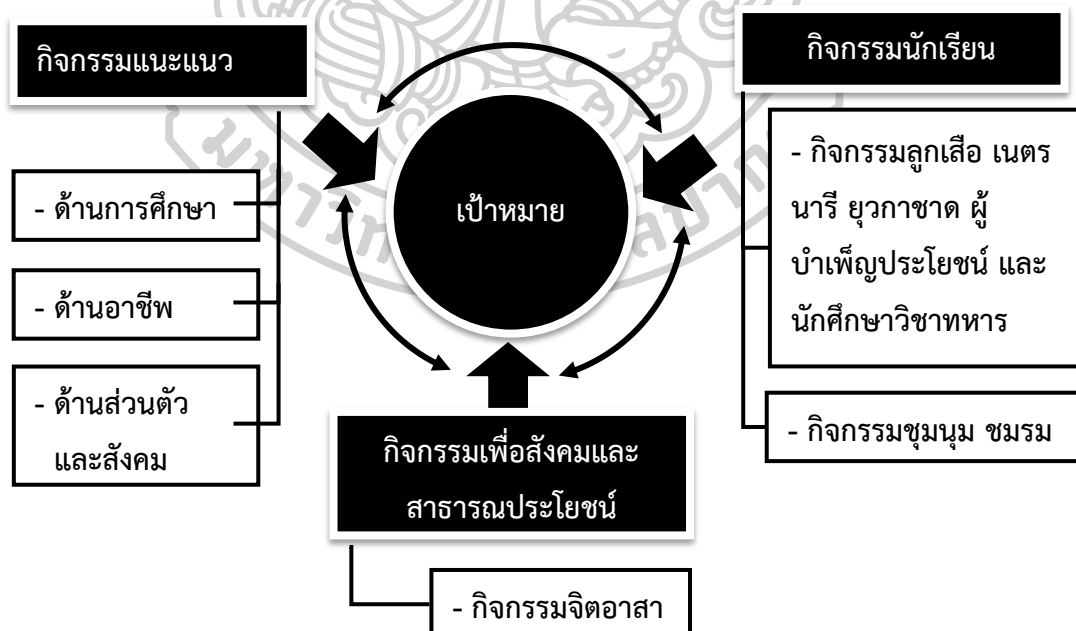 กิจกรรมแนะแนว
- ด้านการศึกษา
- ด้านอาชีพ
- ด้านส่วนตัว
และสังคม
เป้าหมาย
กิจกรรมนักเรียน
- กิจกรรมลูกเสือ เนตร
นารี ยุวกาชาด ผู้
บำเพ็ญประโยชน์ และ
นักศึกษาวิชาทหาร
- กิจกรรมชุมนุม ชมรม
กิจกรรมเพื่อสังคมและ
สาธารณประโยชน์
- กิจกรรมจิตอาสา